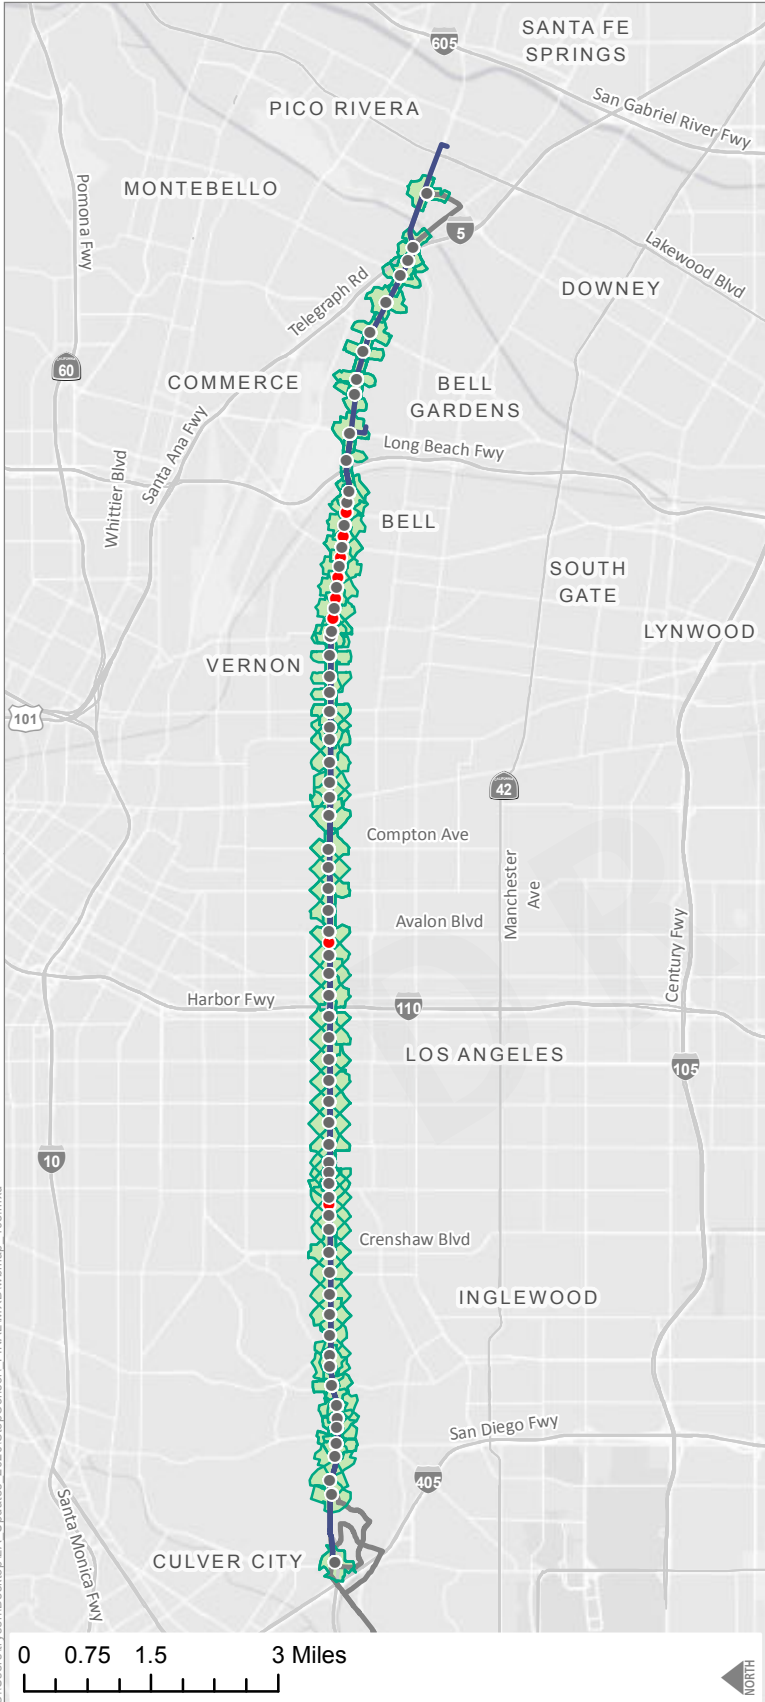 SANTA FE
SPRINGS
605
San Gabriel River Fwy
PICO RIVERA
Pomona Fwy
MONTEBELLO
5
Lakewood Blvd
Telegraph Rd
DOWNEY
60
COMMERCE
BELL
GARDENS
Santa Ana Fwy
Long Beach Fwy
Whittier Blvd
BELL
SOUTH
GATE
LYNWOOD
VERNON
101
CALIFORNIA
42
Compton Ave
Manchester
Ave
Avalon Blvd
Century Fwy
Harbor Fwy
110
LOS ANGELES
105
10
Crenshaw Blvd
INGLEWOOD
San Diego Fwy
405
Santa Monica Fwy
CULVER CITY
0 0.75 1.5 3 Miles
NORTH